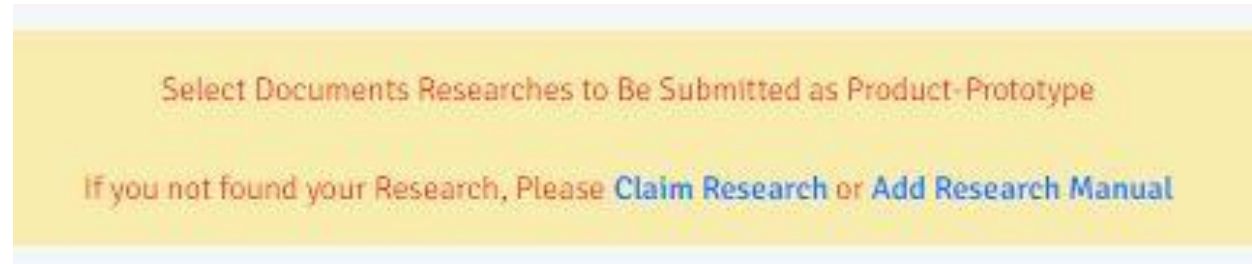 Select Documents Researches to Be Submitted as Product-Prototype
If you not found your Research, Please Claim Research or Add Research Manual